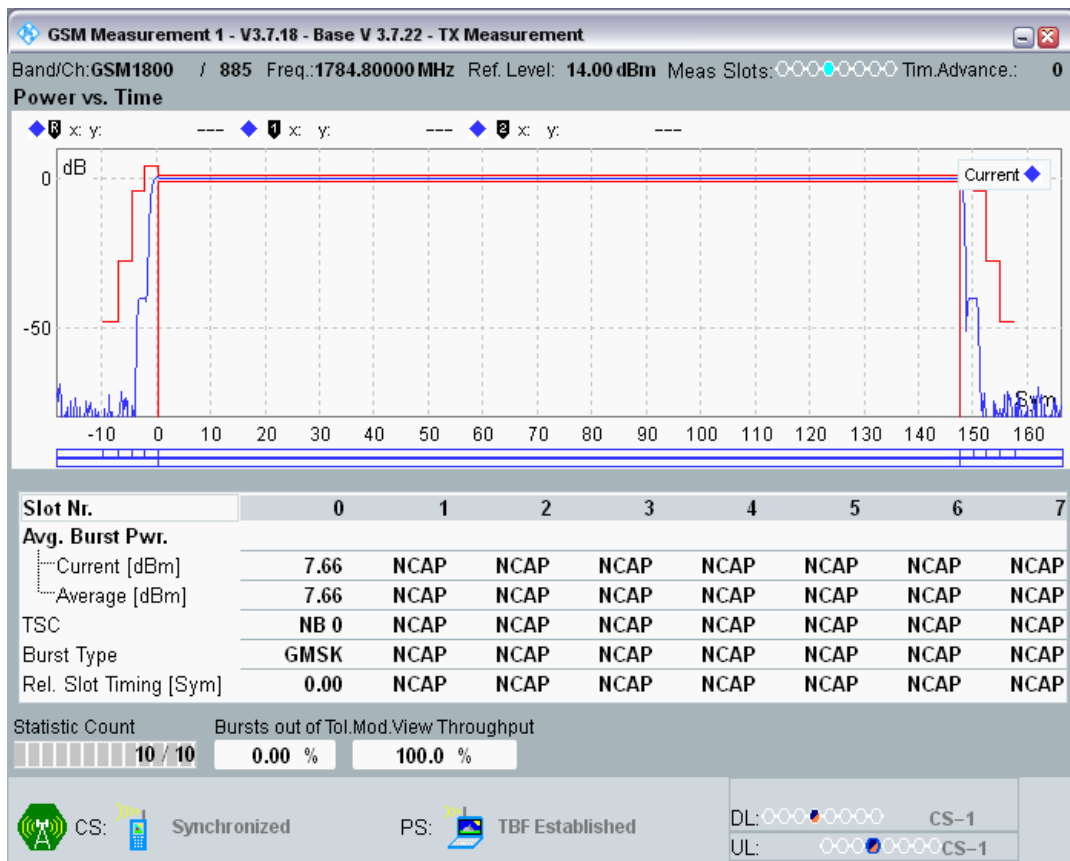 GSM Measurement 1 - V3.7.18 - Base V 3.7.22 - TX Measurement
Band/Ch:GSM1800 / 885 Freq.:1784.80000 MHz Ref. Level: 14.00 dBm Meas Slots: Tim.Advance.: 0
Power vs. Time
R x: y: --- 1 x: y: --- 2 x: y: ---
dB
Current
0
-50
Sym
-10 0 10 20 30 40 50 60 70 80 90 100 110 120 130 140 150 160
Slot Nr. 0 1 2 3 4 5 6 7
Avg. Burst Pwr.
Current [dBm] 7.66 NCAP NCAP NCAP NCAP NCAP NCAP NCAP
Average [dBm] 7.66 NCAP NCAP NCAP NCAP NCAP NCAP NCAP
TSC NB 0 NCAP NCAP NCAP NCAP NCAP NCAP NCAP
Burst Type GMSK NCAP NCAP NCAP NCAP NCAP NCAP NCAP
Rel. Slot Timing [Sym] 0.00 NCAP NCAP NCAP NCAP NCAP NCAP NCAP
Statistic Count Bursts out of Tol.Mod.View Throughput
10 / 10 0.00 % 100.0 %
CS: Synchronized PS: TBF Established
DL: CS-1
UL: CS-1